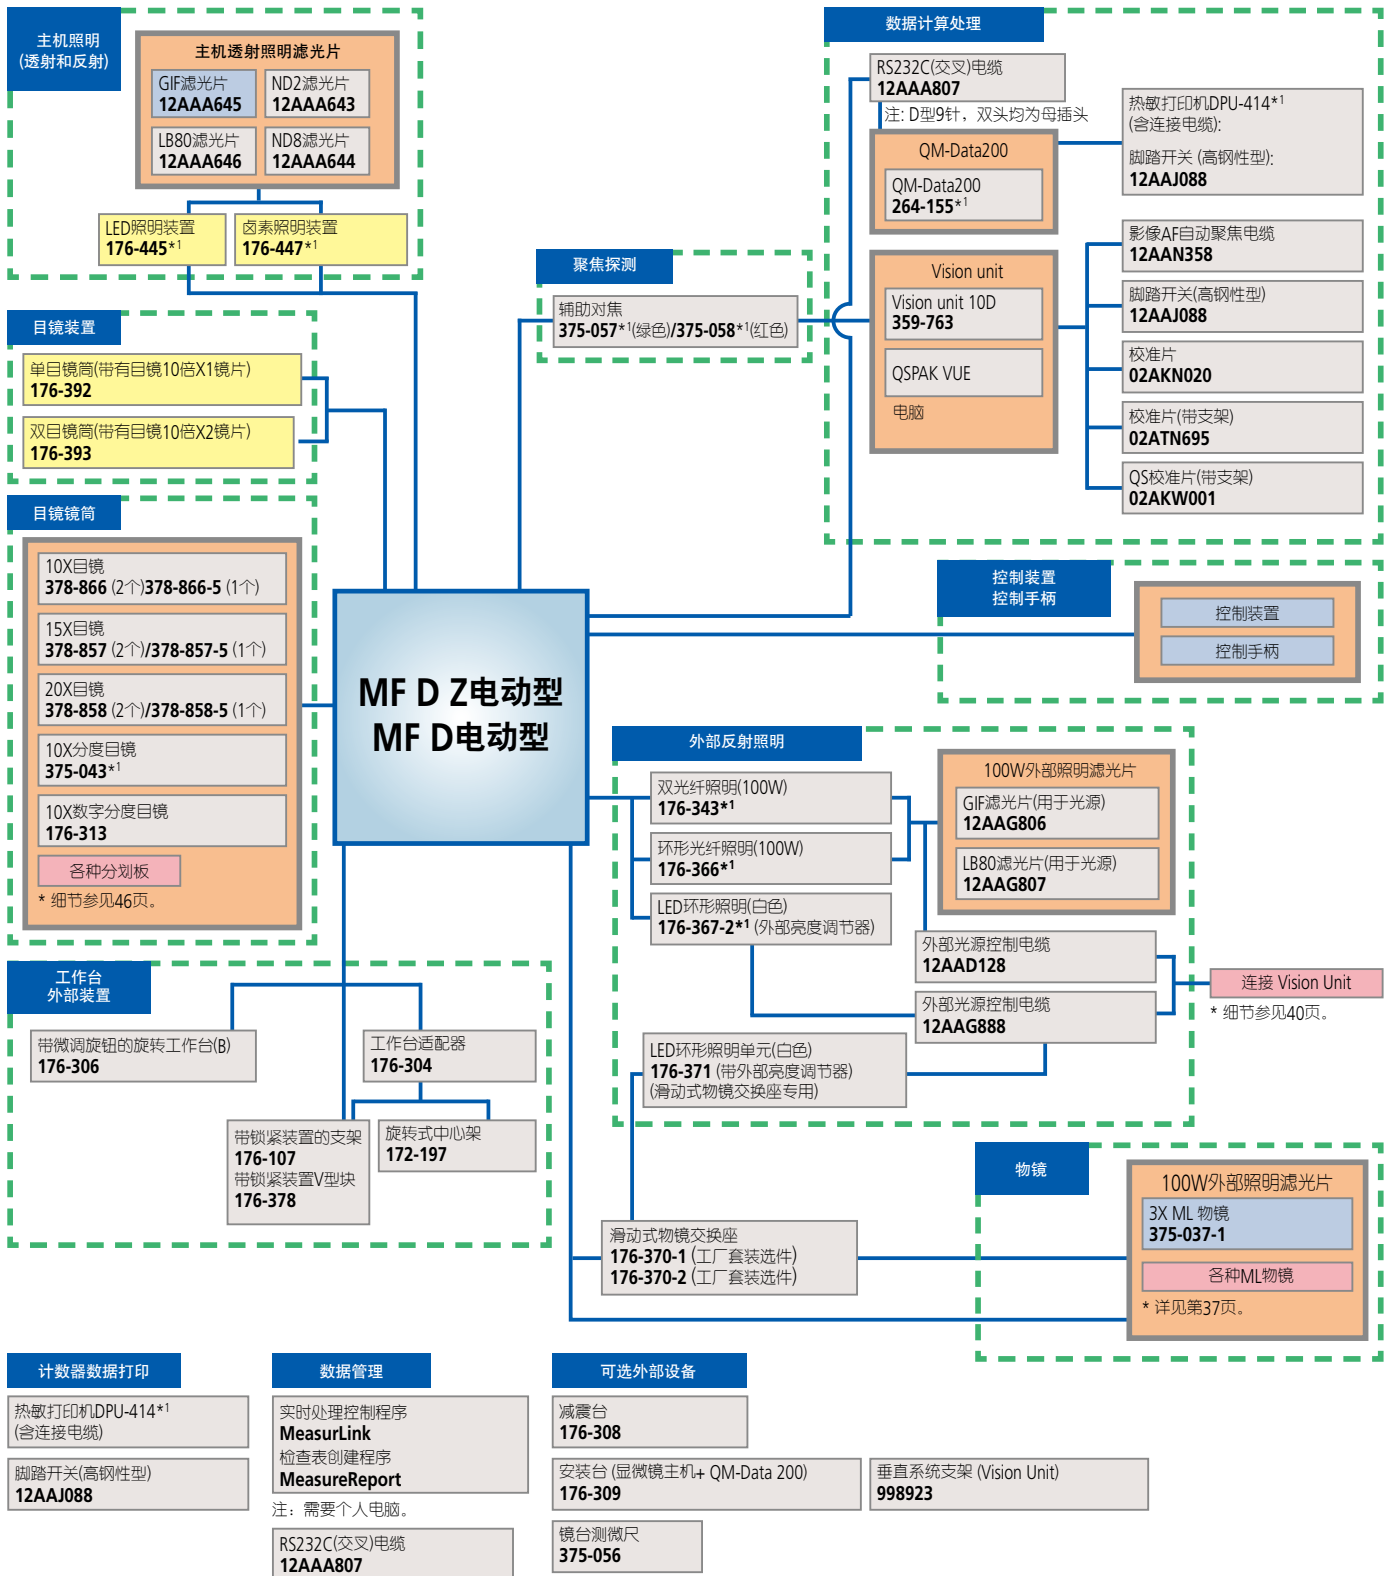 主机照明
(透射和反射)
主机透射照明滤光片
GIF滤光片
12AAA645
ND2滤光片
12AAA643
LB80滤光片
12AAA646
ND8滤光片
12AAA644
LED照明装置
176-445*1
卤素照明装置
176-447*1
目镜装置
单目镜筒(带有目镜10倍X1镜片)
176-392
双目镜筒(带有目镜10倍X2镜片)
176-393
目镜镜筒
10X目镜
378-866 (2个)378-866-5 (1个)
15X目镜
378-857 (2个)/378-857-5 (1个)
20X目镜
378-858 (2个)/378-858-5 (1个)
10X分度目镜
375-043*1
10X数字分度目镜
176-313
各种分划板
* 细节参见46页。
聚焦探测
辅助对焦
375-057*1(绿色)/375-058*1(红色)
数据计算处理
RS232C(交叉)电缆
12AAA807
注: D型9针，双头均为母插头
QM-Data200
QM-Data200
264-155*1
热敏打印机DPU-414*1
(含连接电缆):
脚踏开关 (高钢性型):
12AAJ088
Vision unit
Vision unit 10D
359-763
QSPAK VUE
电脑
影像AF自动聚焦电缆
12AAN358
脚踏开关(高钢性型)
12AAJ088
校准片
02AKN020
校准片(带支架)
02ATN695
QS校准片(带支架)
02AKW001
控制装置
控制手柄
控制装置
控制手柄
MF D Z电动型
MF D电动型
外部反射照明
双光纤照明(100W)
176-343*1
环形光纤照明(100W)
176-366*1
LED环形照明(白色)
176-367-2*1 (外部亮度调节器)
100W外部照明滤光片
GIF滤光片(用于光源)
12AAG806
LB80滤光片(用于光源)
12AAG807
外部光源控制电缆
12AAD128
外部光源控制电缆
12AAG888
连接 Vision Unit
* 细节参见40页。
LED环形照明单元(白色)
176-371 (带外部亮度调节器)
(滑动式物镜交换座专用)
工作台
外部装置
带微调旋钮的旋转工作台(B)
176-306
工作台适配器
176-304
带锁紧装置的支架
176-107
带锁紧装置V型块
176-378
旋转式中心架
172-197
滑动式物镜交换座
176-370-1 (工厂套装选件)
176-370-2 (工厂套装选件)
物镜
100W外部照明滤光片
3X ML 物镜
375-037-1
各种ML物镜
* 详见第37页。
计数器数据打印
热敏打印机DPU-414*1
(含连接电缆)
脚踏开关(高钢性型)
12AAJ088
数据管理
实时处理控制程序
MeasurLink
检查表创建程序
MeasureReport
注：需要个人电脑。
RS232C(交叉)电缆
12AAA807
可选外部设备
减震台
176-308
安装台 (显微镜主机+ QM-Data 200)
176-309
垂直系统支架 (Vision Unit)
998923
镜台测微尺
375-056